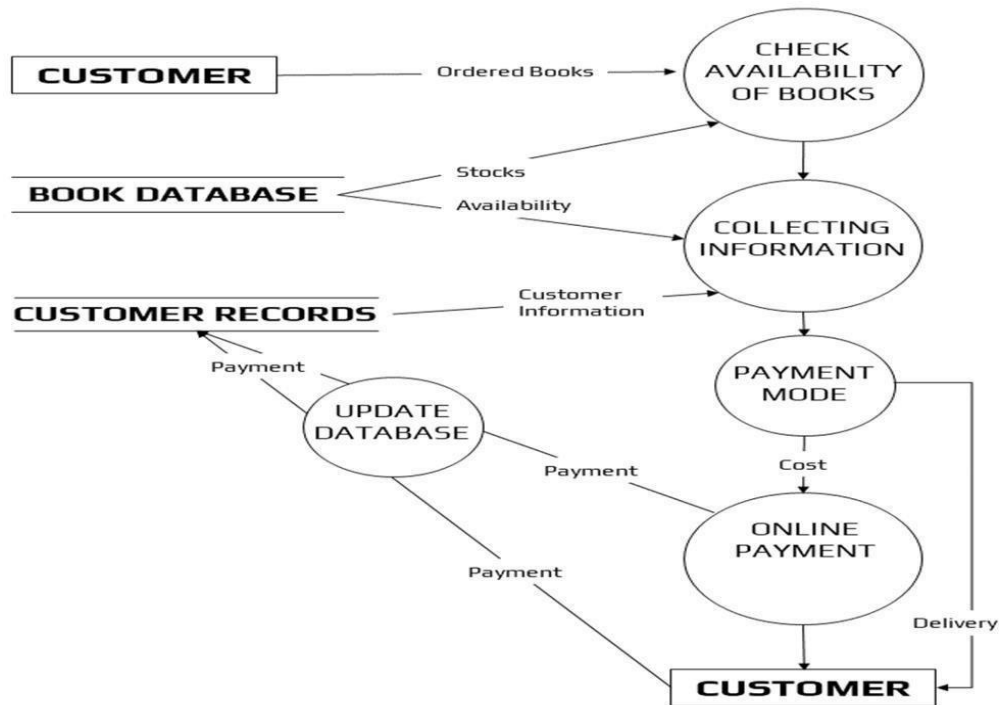 CUSTOMER
Ordered Books
CHECK
AVAILABILITY
OF BOOKS
Stocks
BOOK DATABASE
Availability
COLLECTING
INFORMATION
Customer
Information
CUSTOMER RECORDS
Payment
PAYMENT
MODE
UPDATE
DATABASE
Cost
Payment
ONLINE
PAYMENT
Payment
Delivery
CUSTOMER